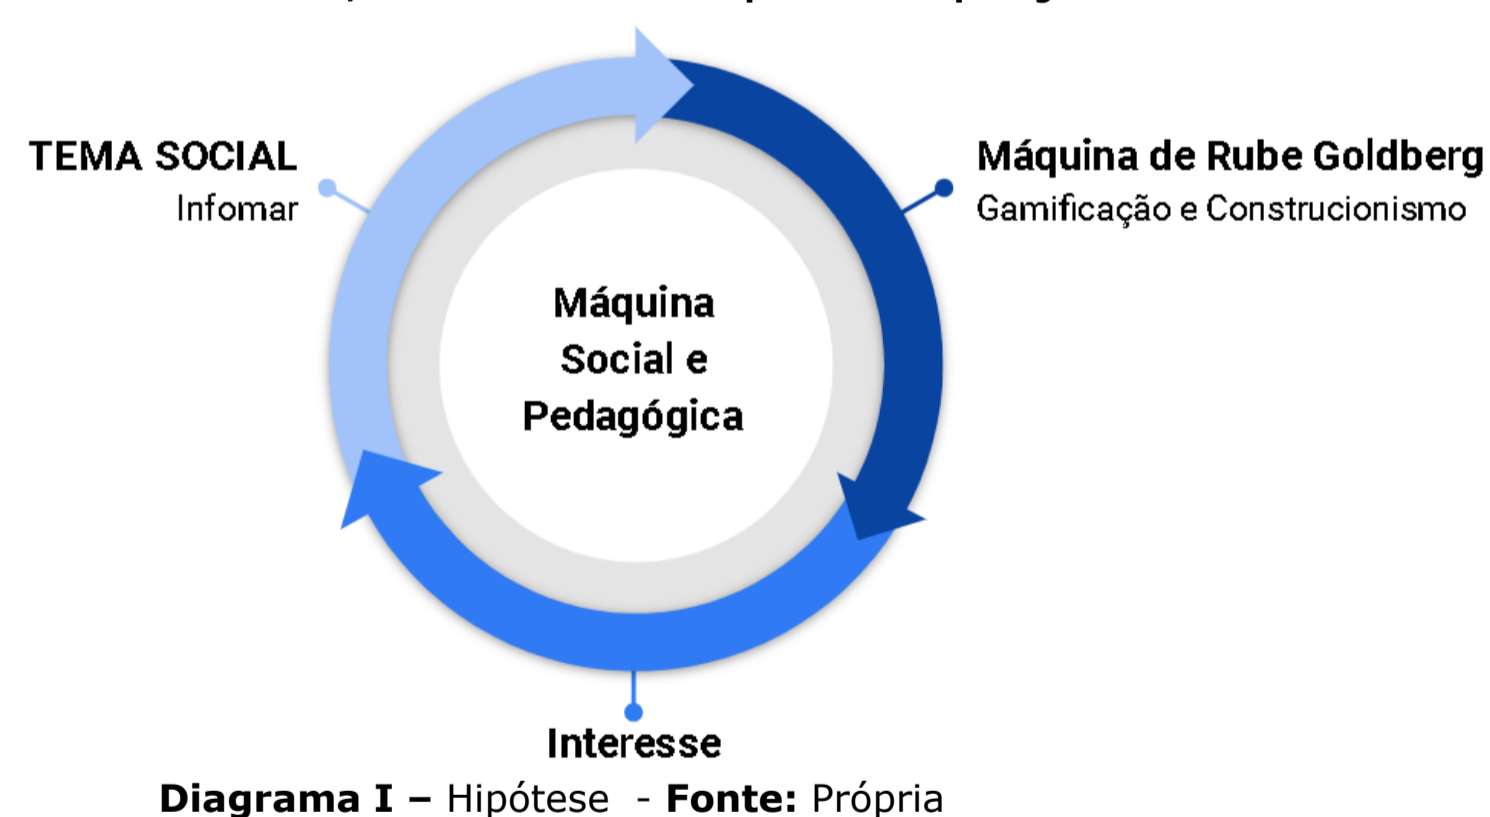 TEMA SOCIAL
Infomar
Máquina de Rube Goldberg
Gamificação e Construcionismo
Máquina
Social e
Pedagógica
Interesse
Diagrama I – Hipótese - Fonte: Própria